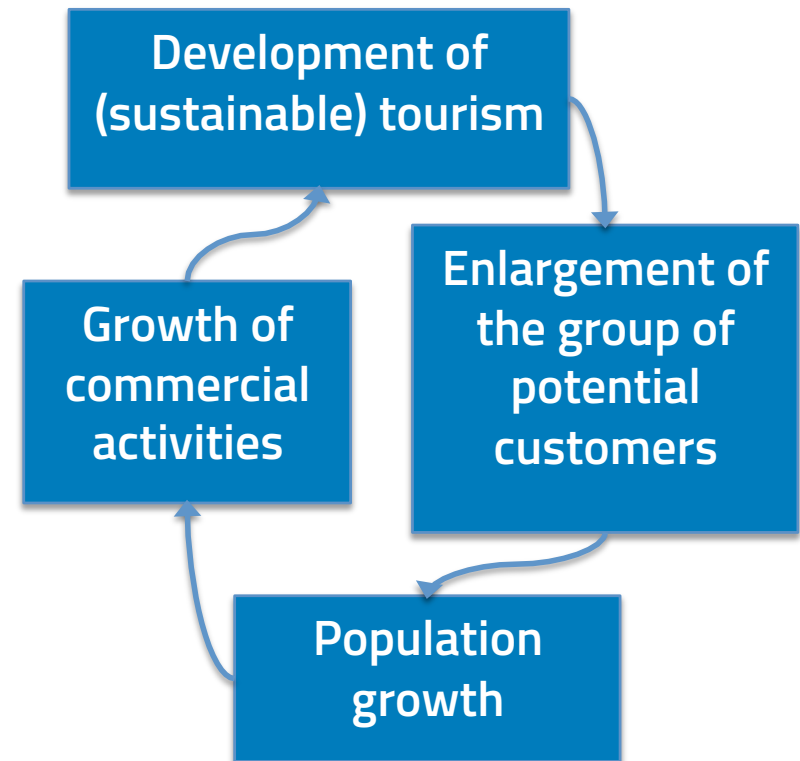 Development of
(sustainable) tourism
Enlargement of
the group of
potential
customers
Growth of
commercial
activities
Population
growth